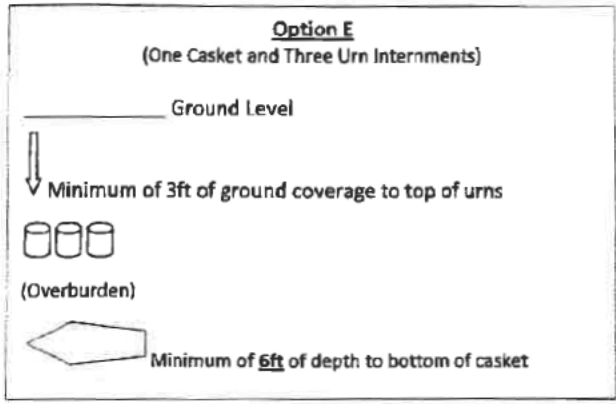 Option E
(One Casket and Three Urn Internments)
Ground Level
Minimum of 3ft of ground coverage to top of urns
(Overburden)
Minimum of 6ft of depth to bottom of casket